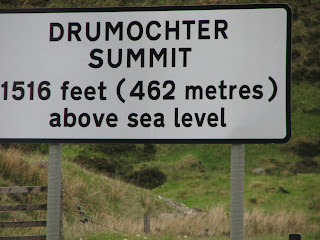 DRUMOCHTER
SUMMIT
1516 feet (462 metres)
above sea level